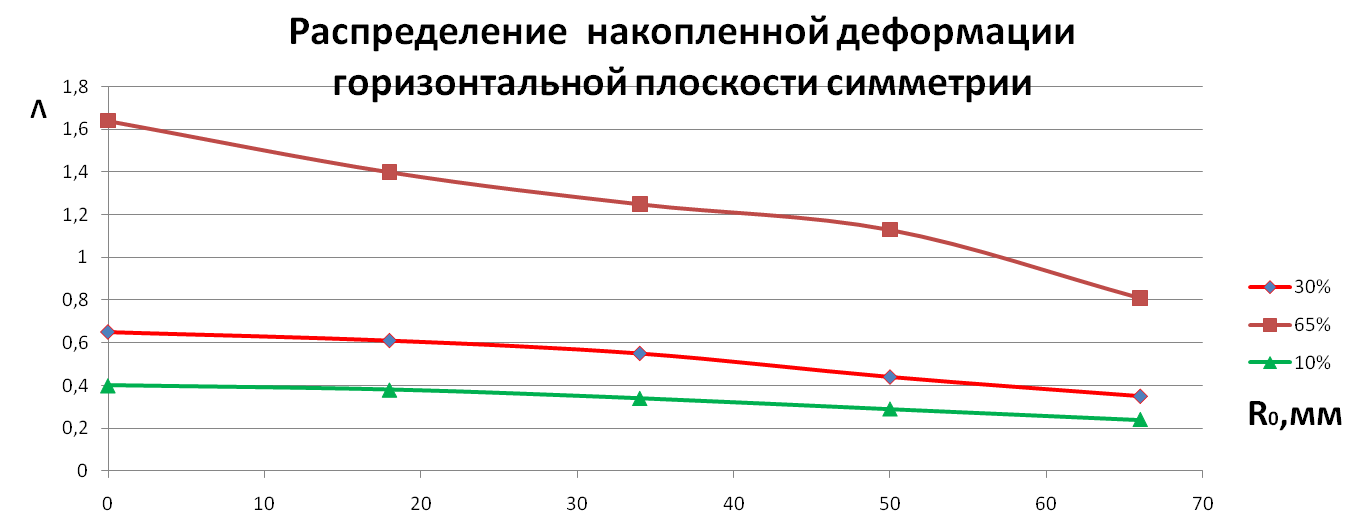 Распределение накопленной деформации
горизонтальной плоскости симметрии
Λ
1,8
1,6
1,4
1,2
1
0,8
0,6
0,4
0,2
0
0 10 20 30 40 50 60 70
30%
65%
10%
R₀,мм